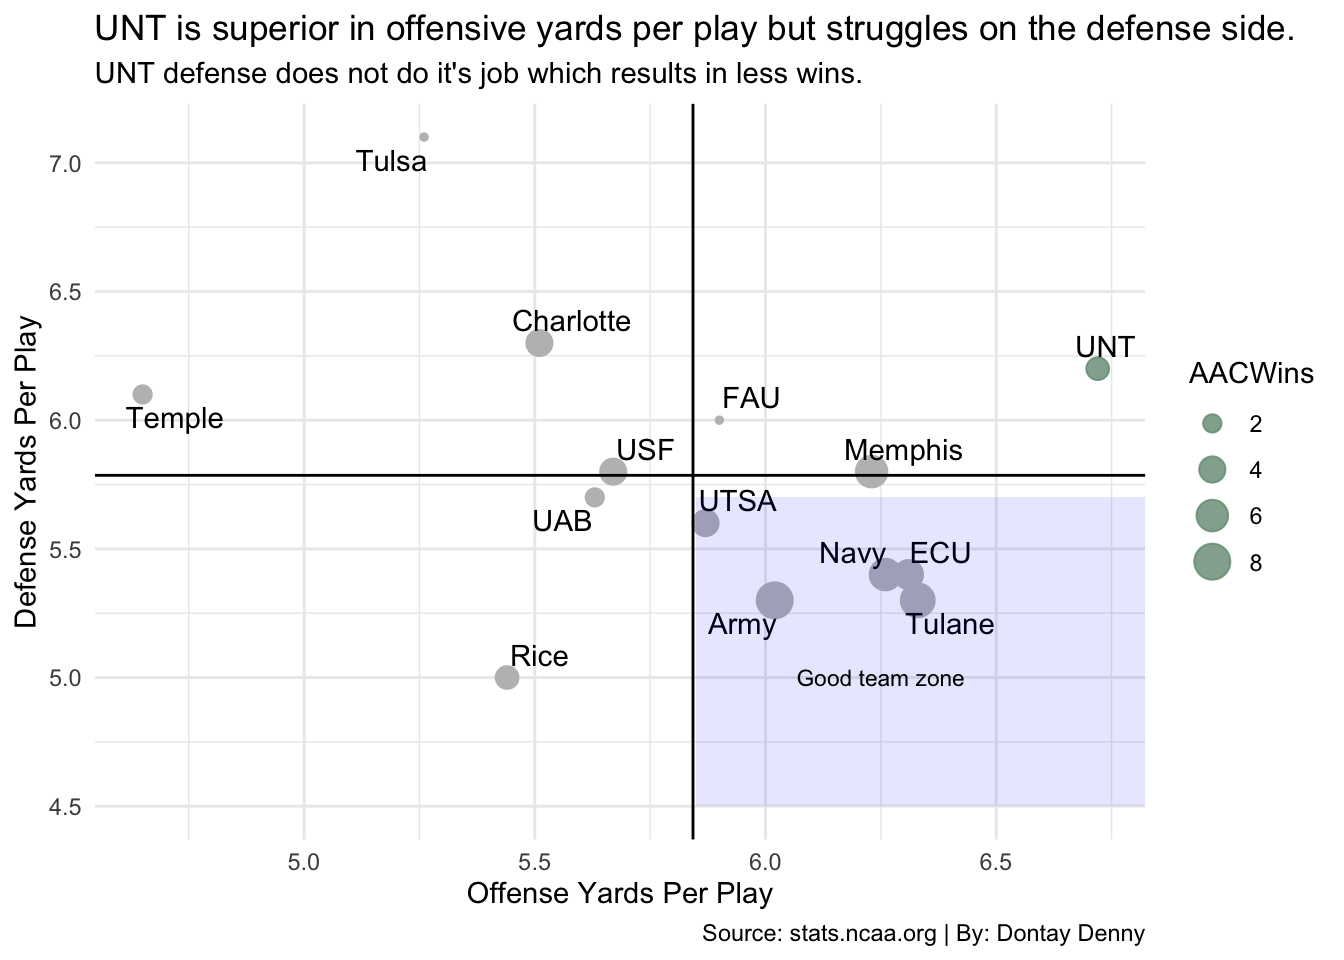 UNT is superior in offensive yards per play but struggles on the defense side.
UNT defense does not do it's job which results in less wins.
Defense Yards Per Play
7.0
6.5
6.0
5.5
5.0
4.5
Tulsa
Charlotte
UNT
Temple
FAU
USF
Memphis
UAB
UTSA
Navy
ECU
Army
Tulane
Rice
Good team zone
5.0
5.5
6.0
6.5
Offense Yards Per Play
AACWins
2
4
6
8
Source: stats.ncaa.org | By: Dontay Denny